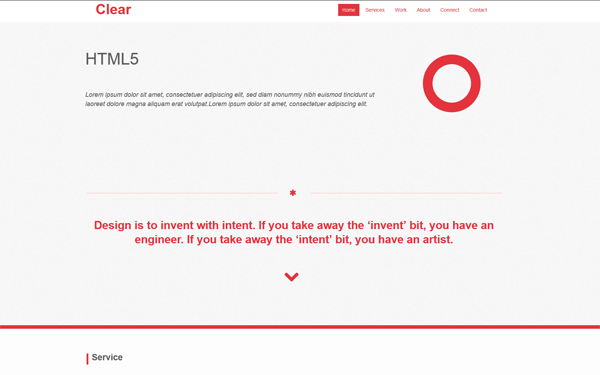 Clear
Home Services Work About Connect Contact
HTML5
Lorem ipsum dolor sit amet, consectetuer adipiscing elit, sed diam nonummy nibh euismod tincidunt ut
laoreet dolore magna aliquam erat volutpat.Lorem ipsum dolor sit amet, consectetuer adipiscing elit.
Design is to invent with intent. If you take away the ‘invent’ bit, you have an
engineer. If you take away the ‘intent’ bit, you have an artist.
Service